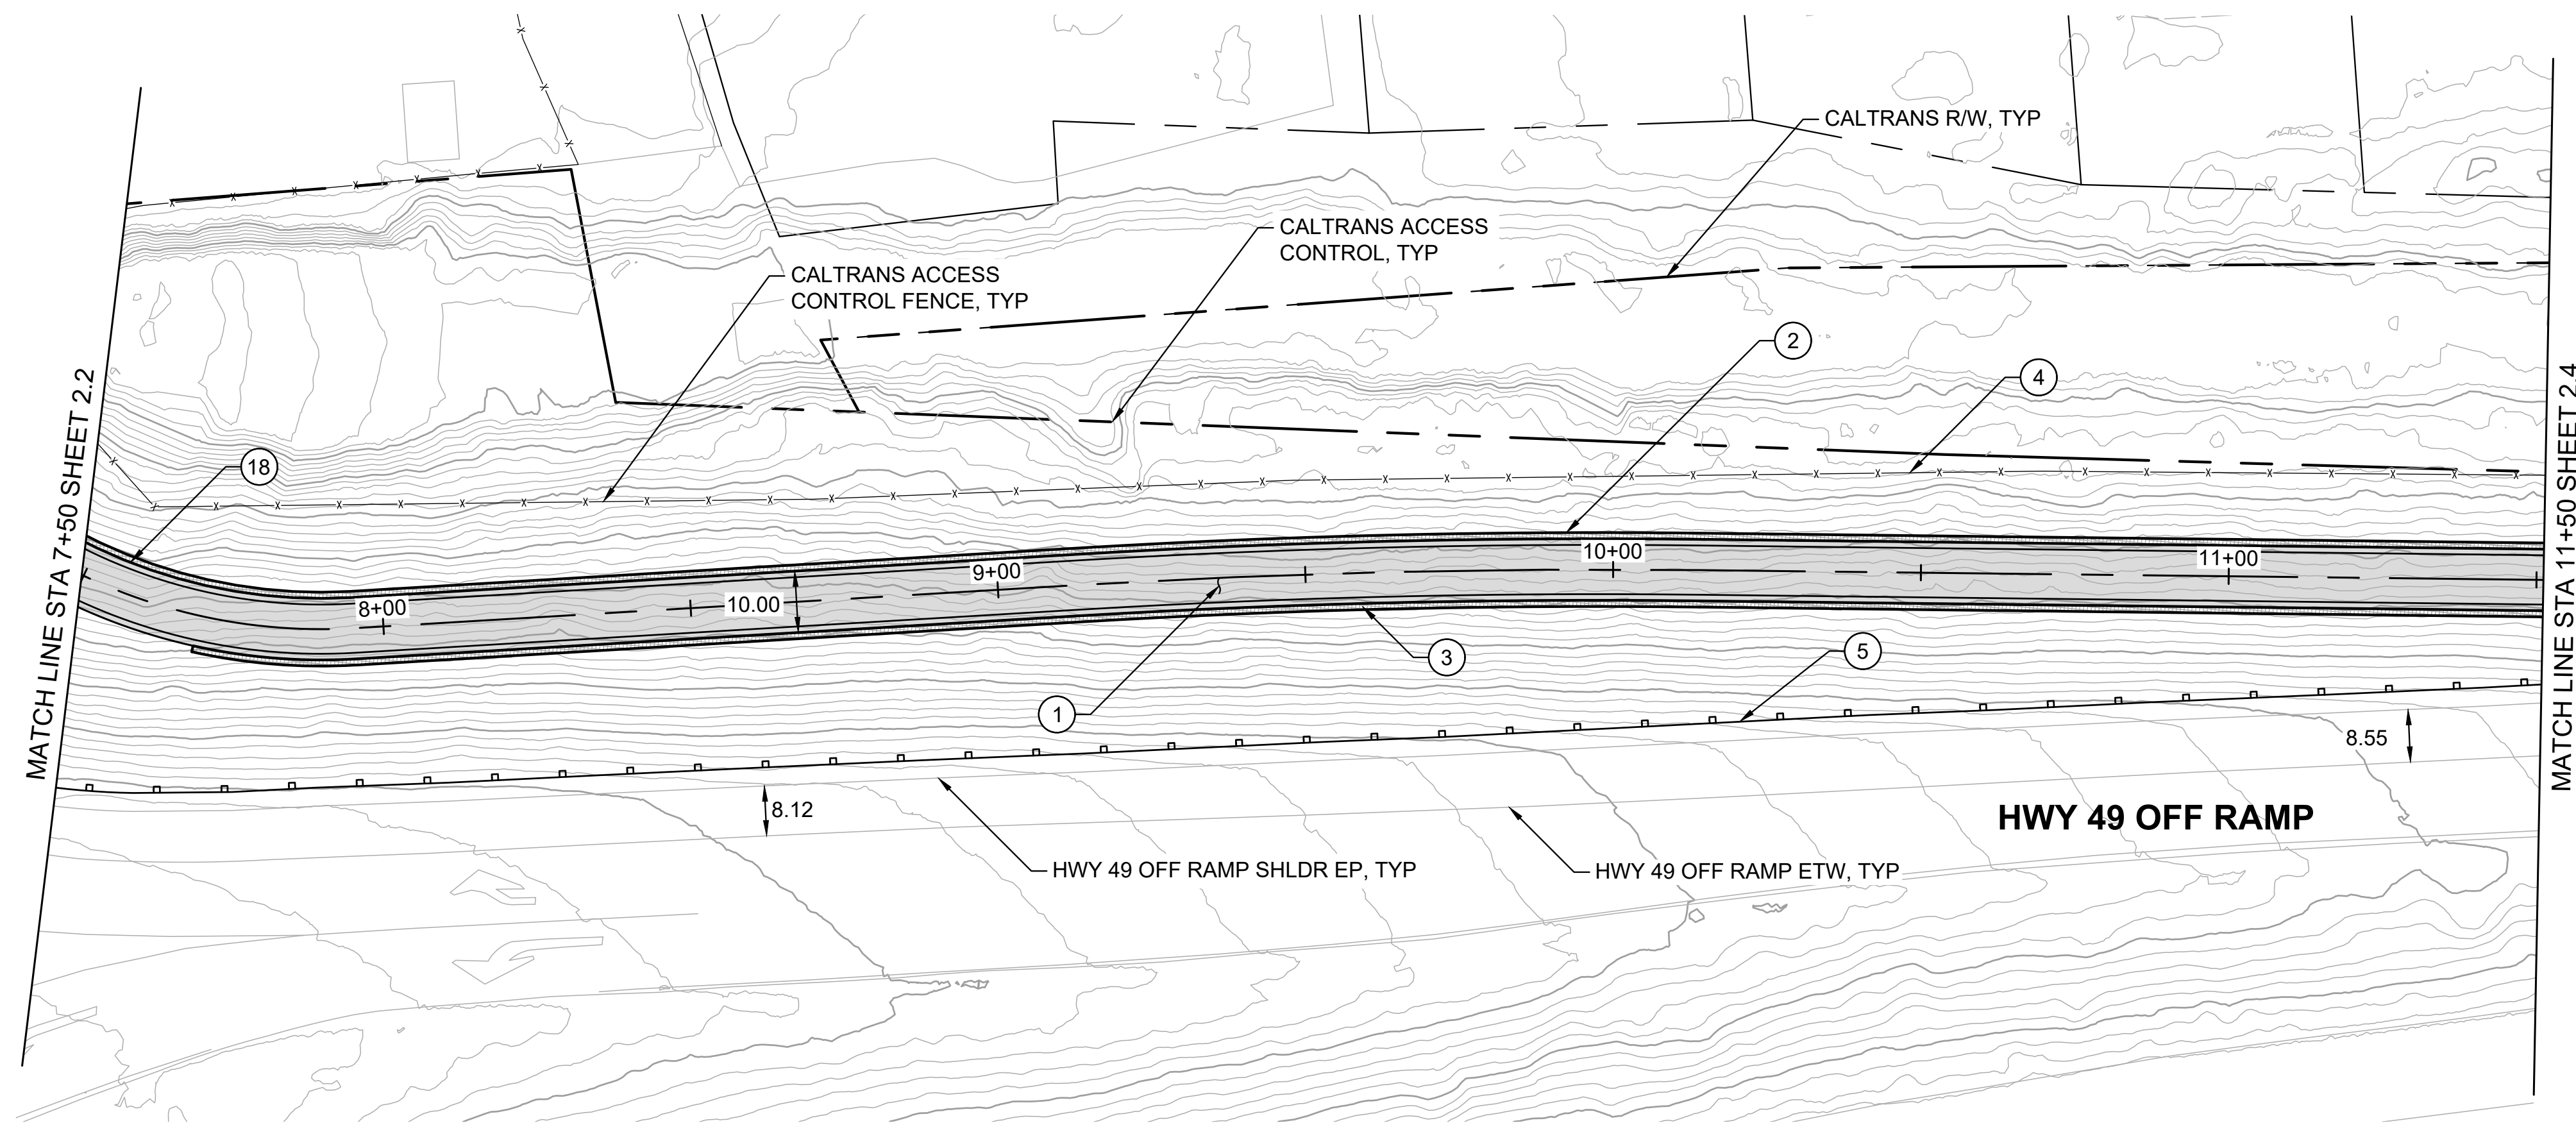 CALTRANS R/W, TYP
CALTRANS ACCESS
CONTROL, TYP
CALTRANS ACCESS
CONTROL FENCE, TYP
2
4
18
MATCH LINE STA 7+50 SHEET 2.2
MATCH LINE STA 11+50 SHEET 2.4
10+00
11+00
9+00
8+00
10.00
3
5
1
8.55
8.12
HWY 49 OFF RAMP
HWY 49 OFF RAMP SHLDR EP, TYP
HWY 49 OFF RAMP ETW, TYP